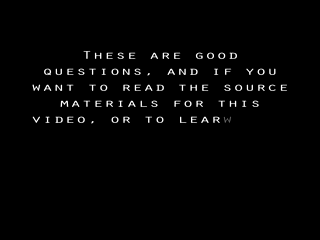 These are good
questions, and if you
want to read the source
materials for this
video, or to lear